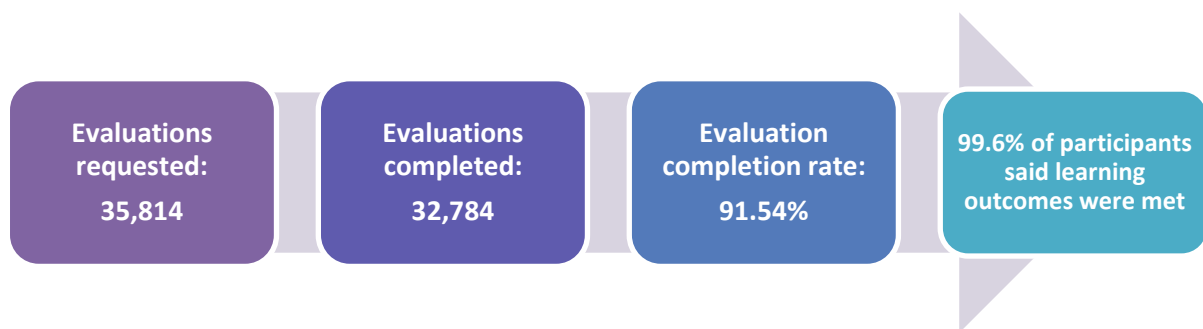 Evaluations
requested:
35,814
Evaluations
completed:
32,784
Evaluation
completion rate:
91.54%
99.6% of participants
said learning
outcomes were met